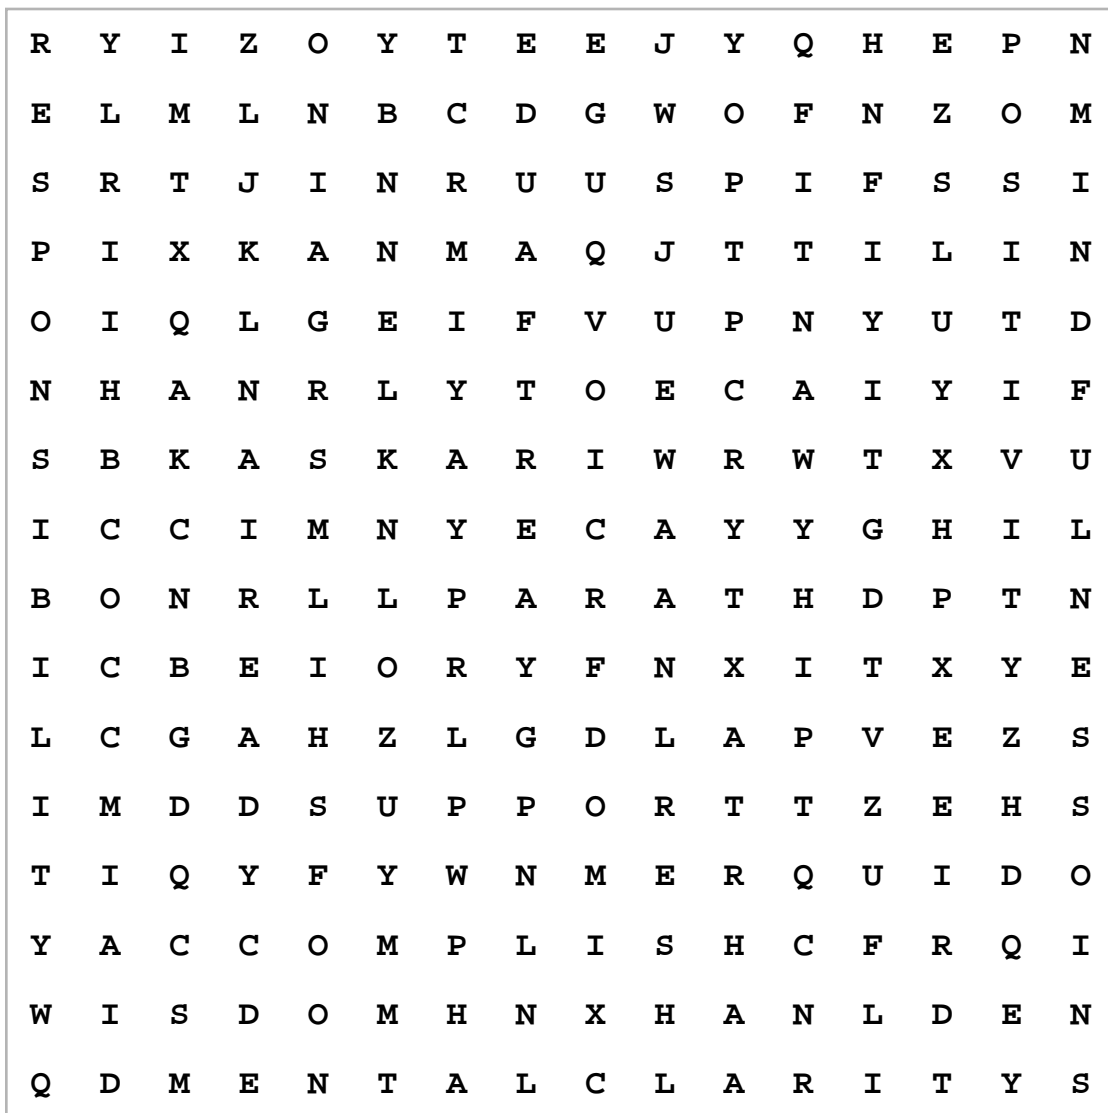 R Y I Z O Y T E E J Y Q H E P N
E L M L N B C D G W O F N Z O M
S R T J I N R U U S P I F S S I
P I X K A N M A Q J T T I L I N
O I Q L G E I F V U P N Y U T D
N H A N R L Y T O E C A I Y I F
S B K A S K A R I W R W T X V U
I C C I M N Y E C A Y Y G H I L
B O N R L L P A R A T H D P T N
I C B E I O R Y F N X I T X Y E
L C G A H Z L G D L A P V E Z S
I M D D S U P P O R T T Z E H S
T I Q Y F Y W N M E R Q U I D O
Y A C C O M P L I S H C F R Q I
W I S D O M H N X H A N L D E N
Q D M E N T A L C L A R I T Y S